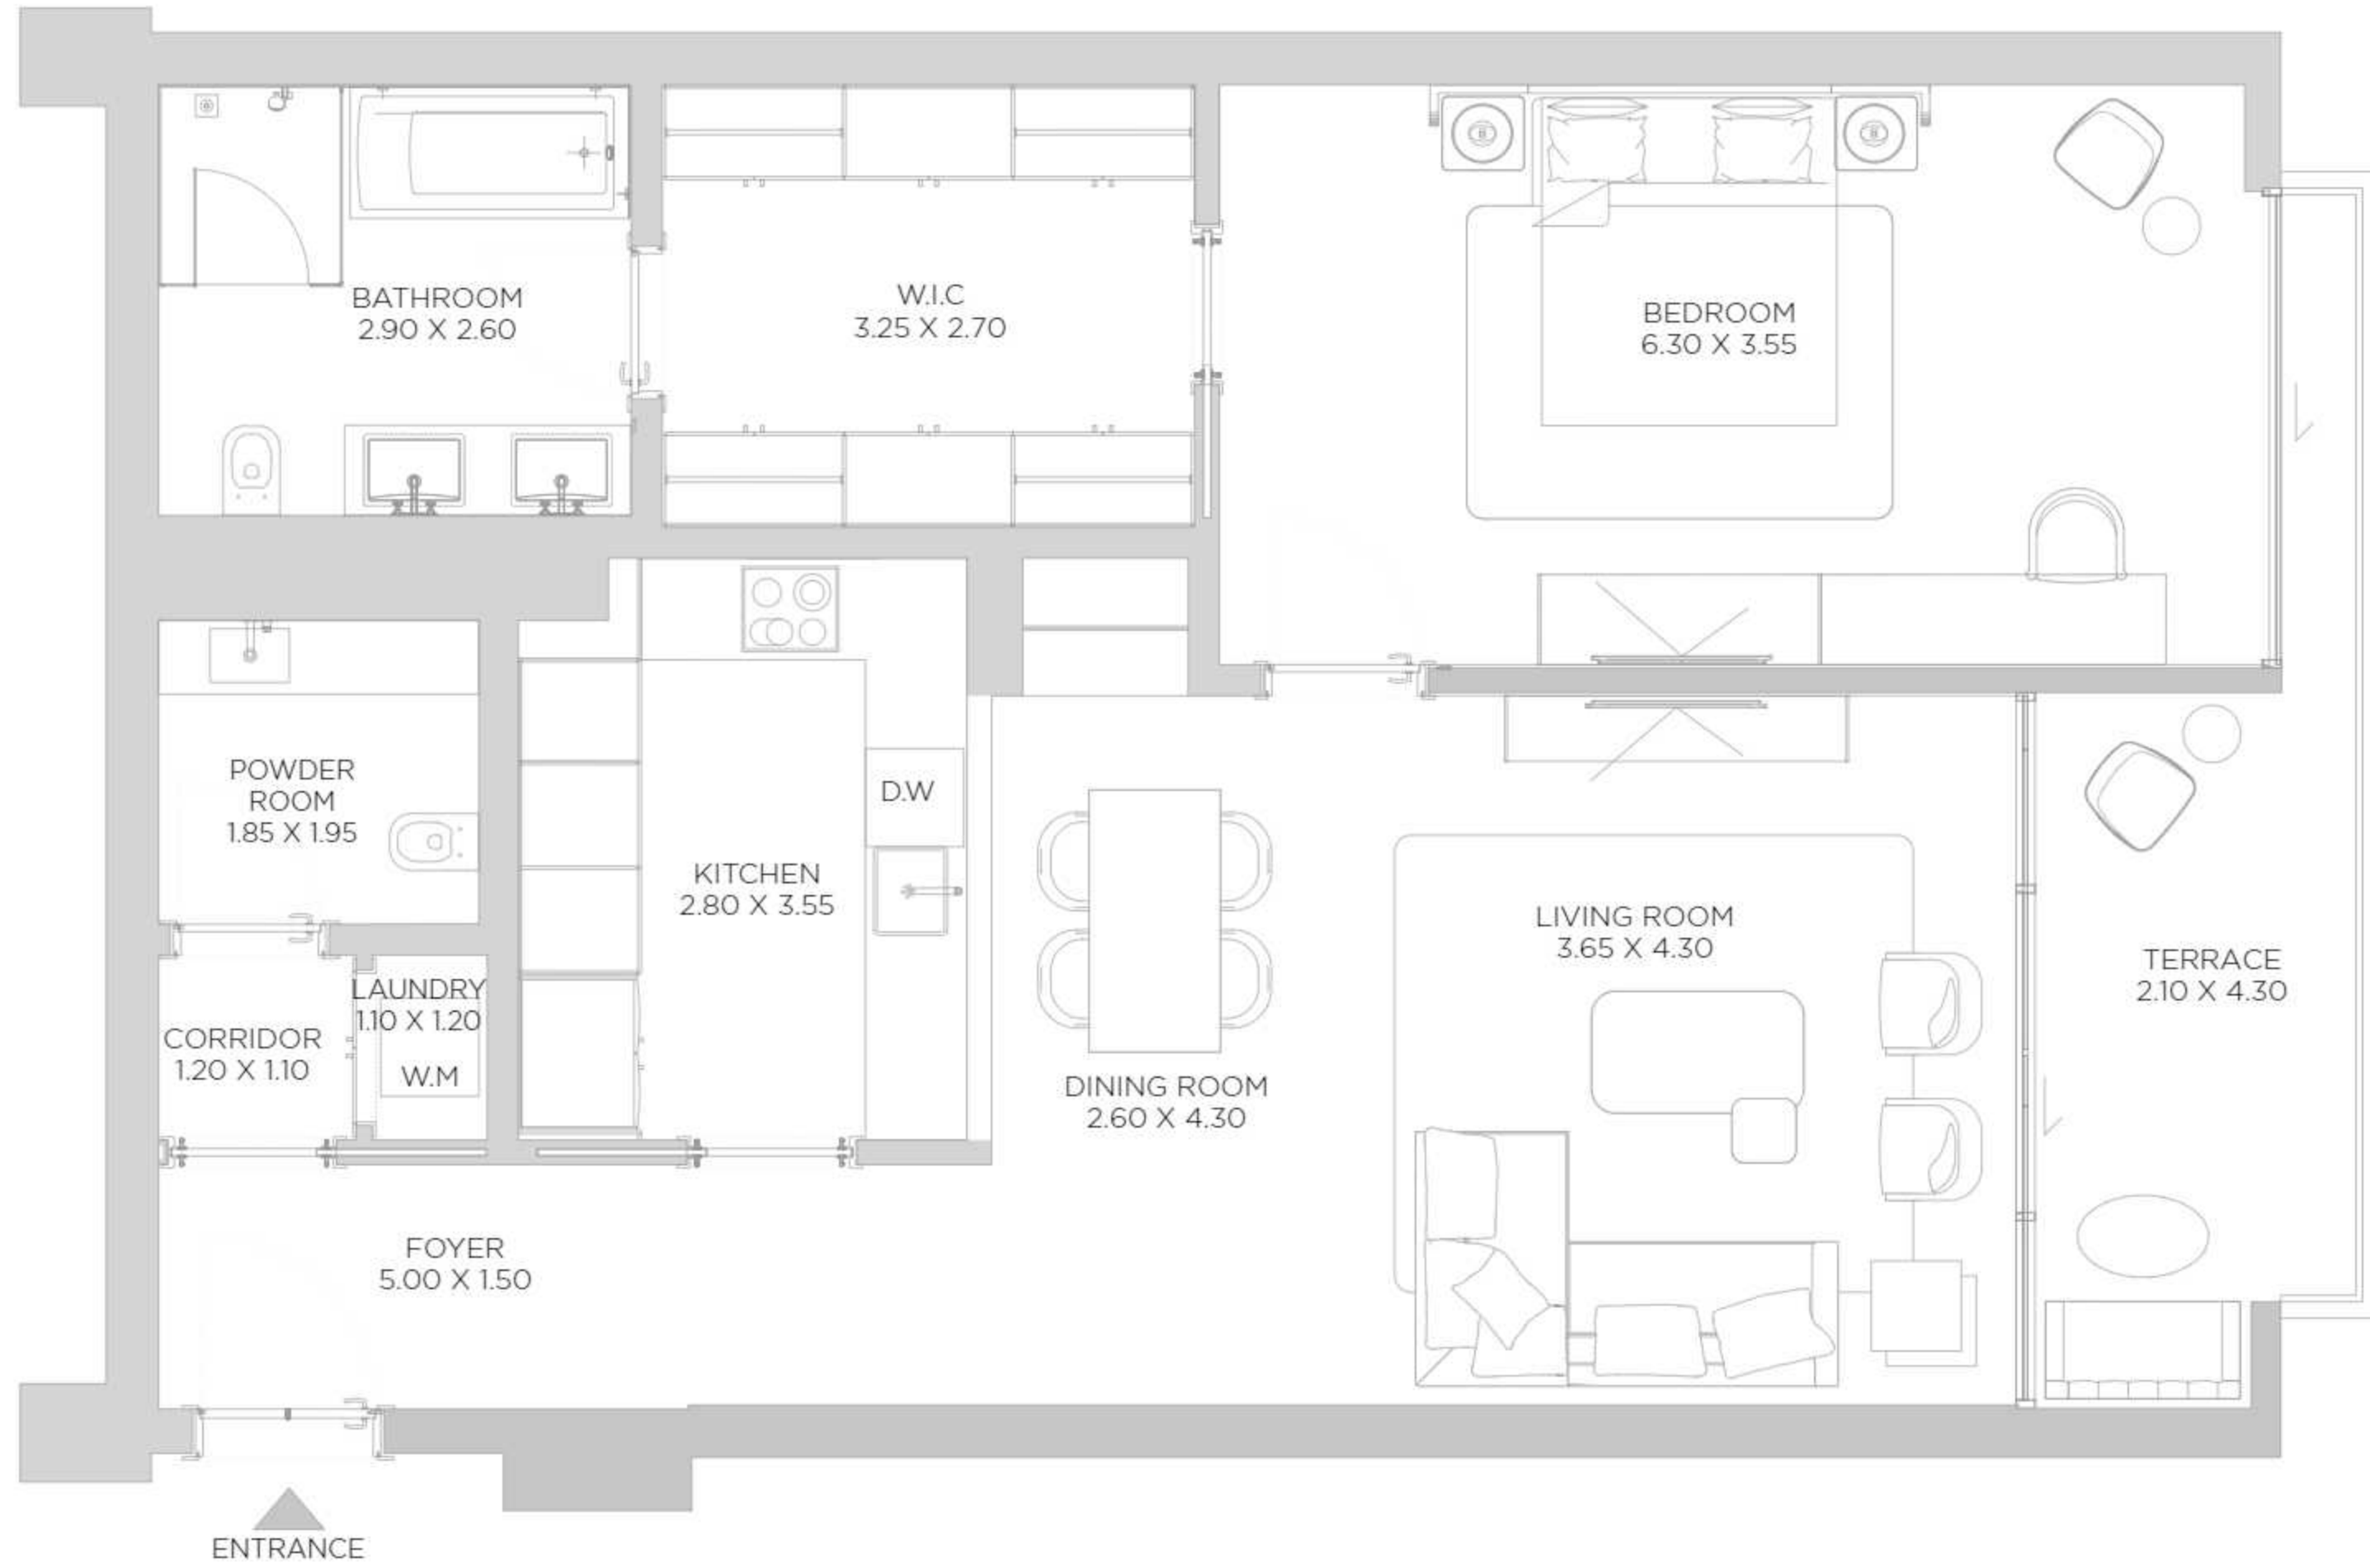 BATHROOM
2.90 X 2.60
W.I.C
3.25 X 2.70
BEDROOM
6.30 X 3.55
POWDER
ROOM
1.85 X 1.95
D.W
KITCHEN
2.80 X 3.55
LIVING ROOM
3.65 X 4.30
TERRACE
2.10 X 4.30
LAUNDRY
1.10 X 1.20
W.M
CORRIDOR
1.20 X 1.10
DINING ROOM
2.60 X 4.30
FOYER
5.00 X 1.50
ENTRANCE